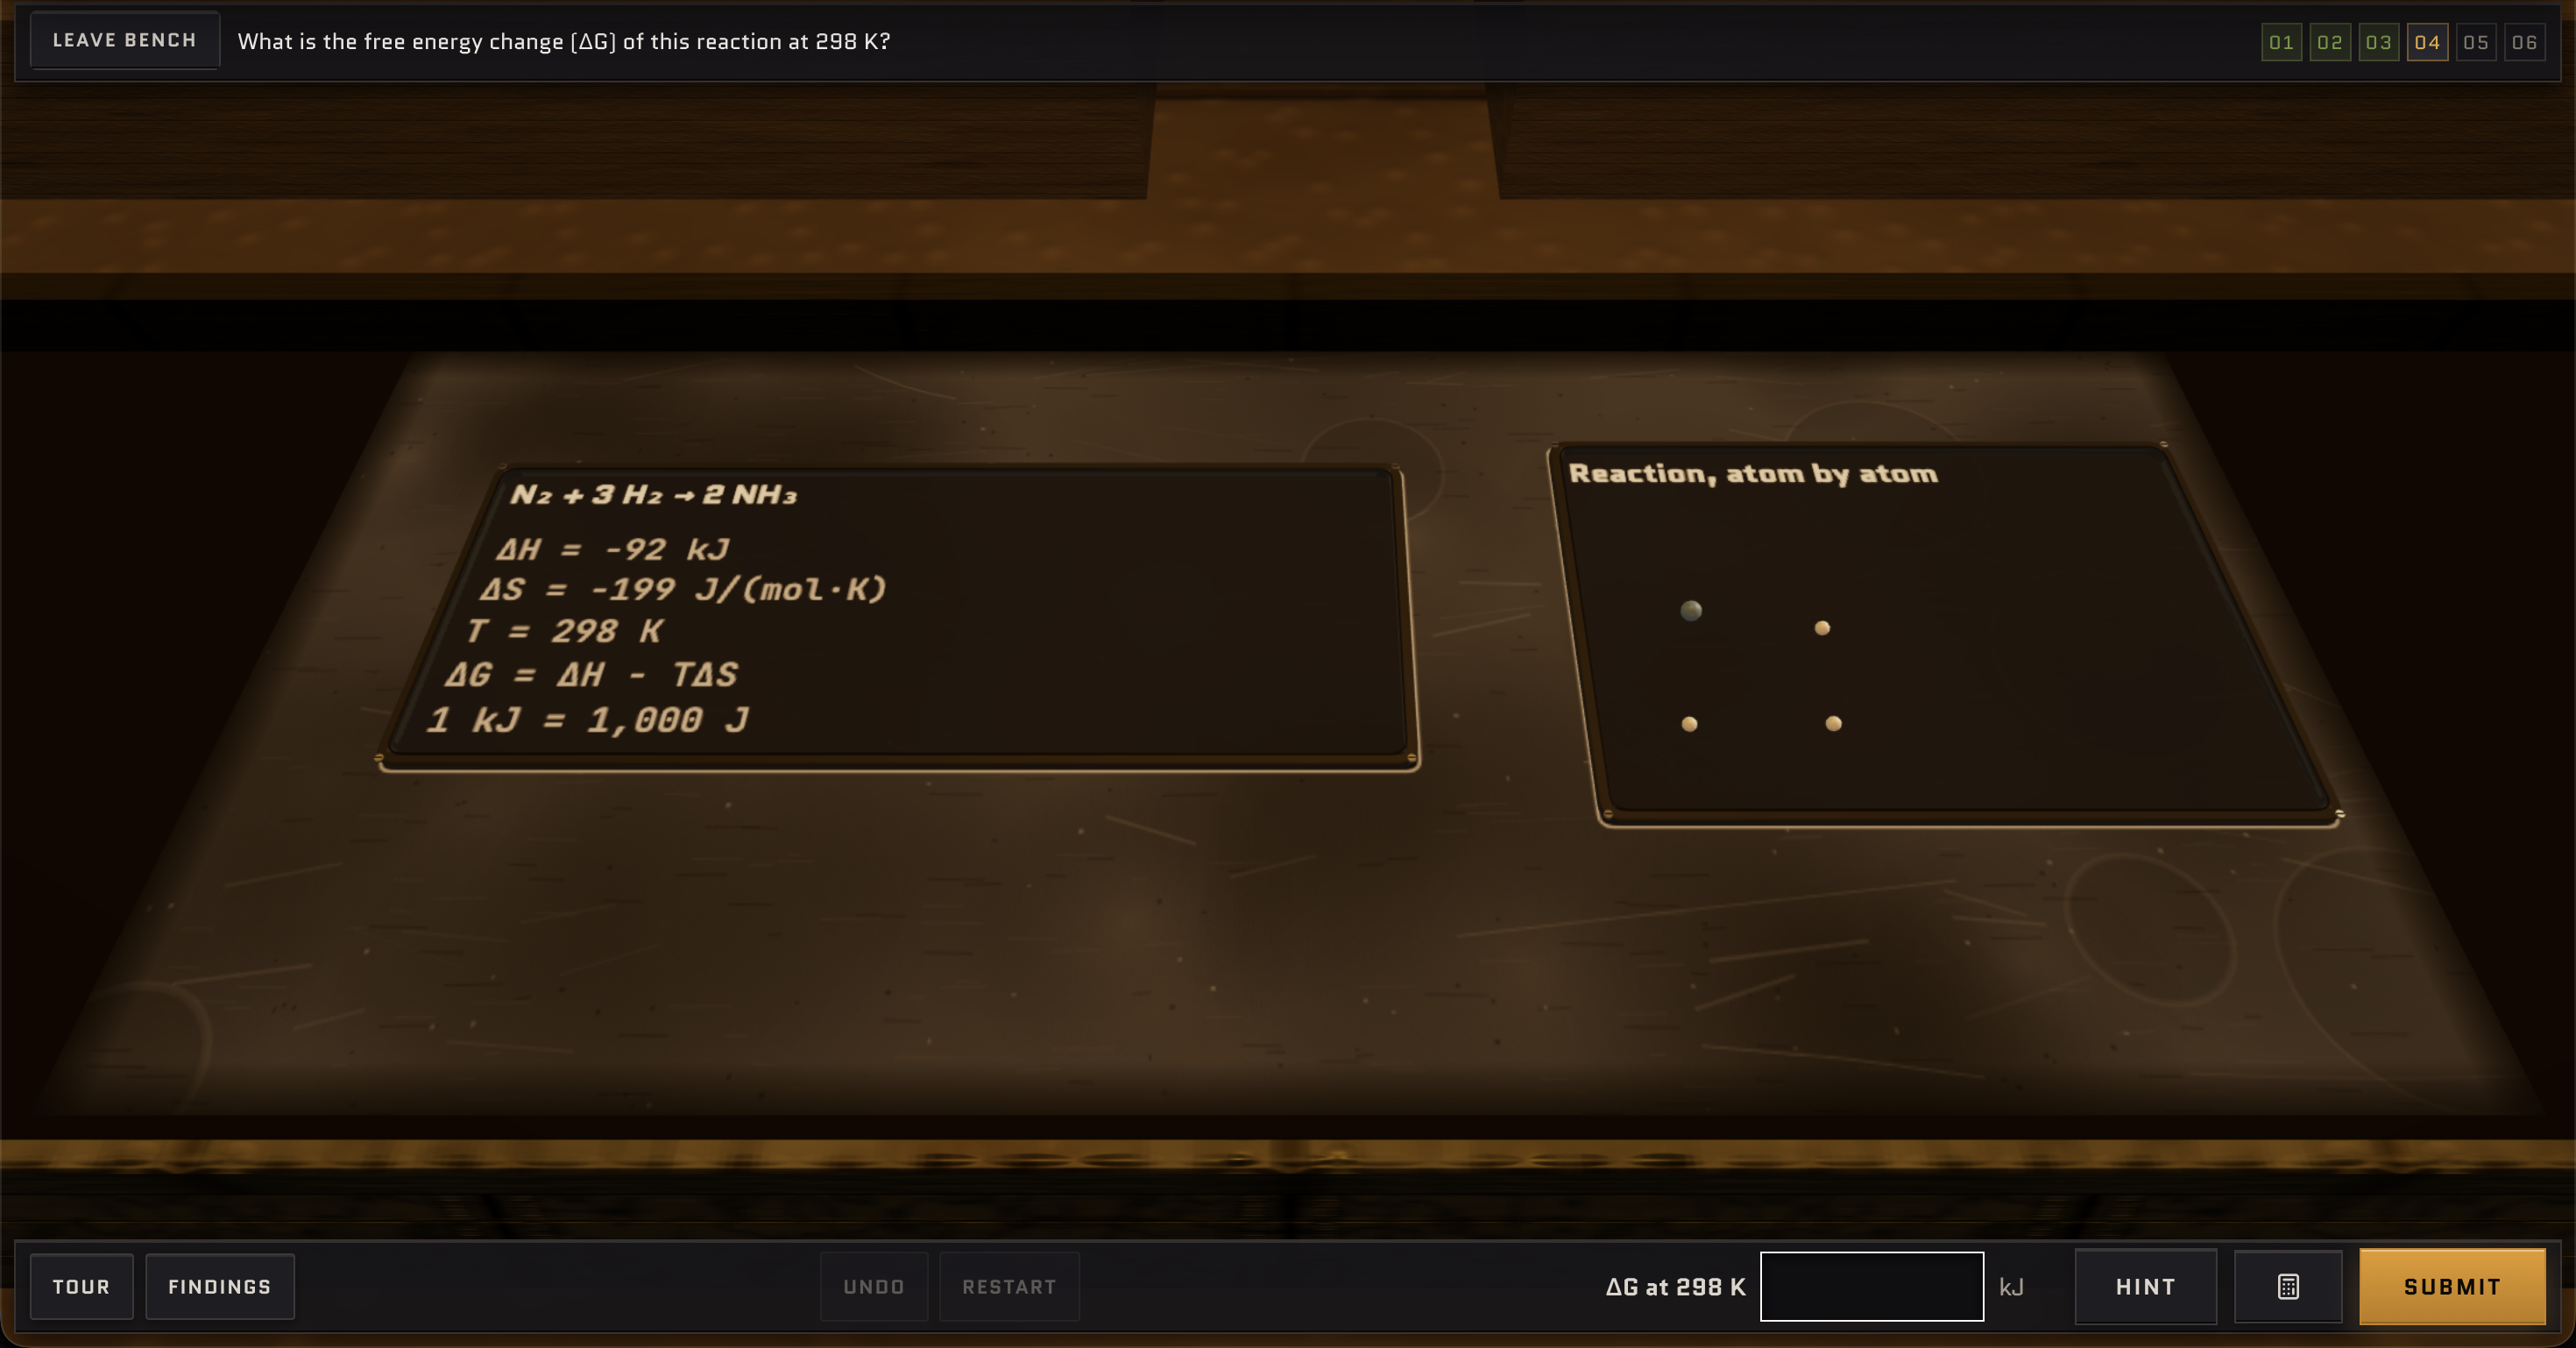 LEAVE BENCH
What is the free energy change (ΔG) of this reaction at 298 K?
01 02 03 04 05 06
N₂ + 3 H₂ → 2 NH₃
ΔH = -92 kJ
ΔS = -199 J/(mol·K)
T = 298 K
ΔG = ΔH - TΔS
1 kJ = 1,000 J
Reaction, atom by atom
TOUR
FINDINGS
UNDO
RESTART
ΔG at 298 K
kJ
HINT
SUBMIT